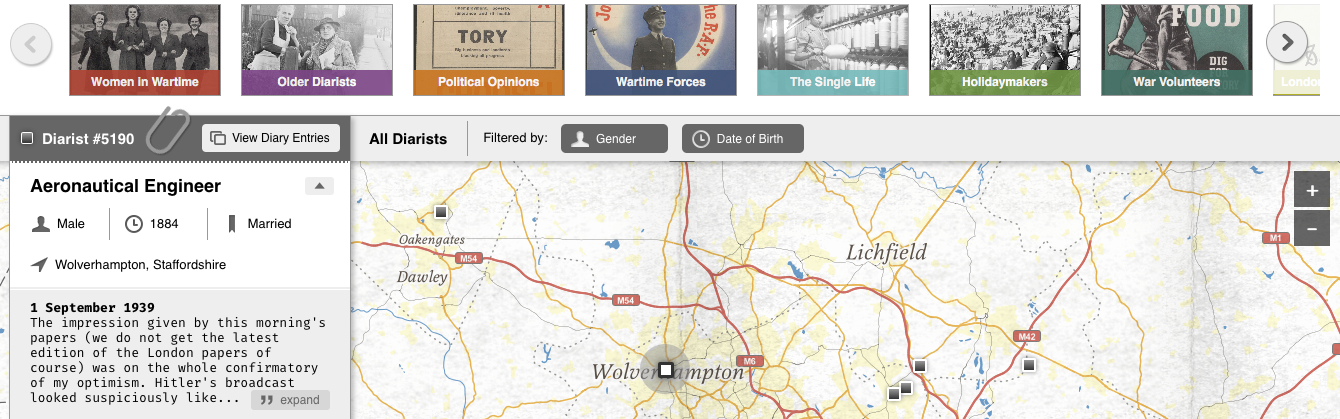 Women in Wartime
Older Diarists
TORY
Political Opinions
Wartime Forces
The Single Life
Holidaymakers
FOOD
DIG
War Volunteers
Diarist #5190
View Diary Entries
All Diarists
Filtered by:
Gender
Date of Birth
Aeronautical Engineer
Male
1884
Married
Wolverhampton, Staffordshire
1 September 1939
The impression given by this morning's
papers (we do not get the latest
edition of the London papers of
course) was on the whole confirmatory
of my optimism. Hitler's broadcast
looked suspiciously like...
expand
Oakengates
M54
Dawley
M54
Lichfield
M1
M42
M6
Wolverhampton
+
−